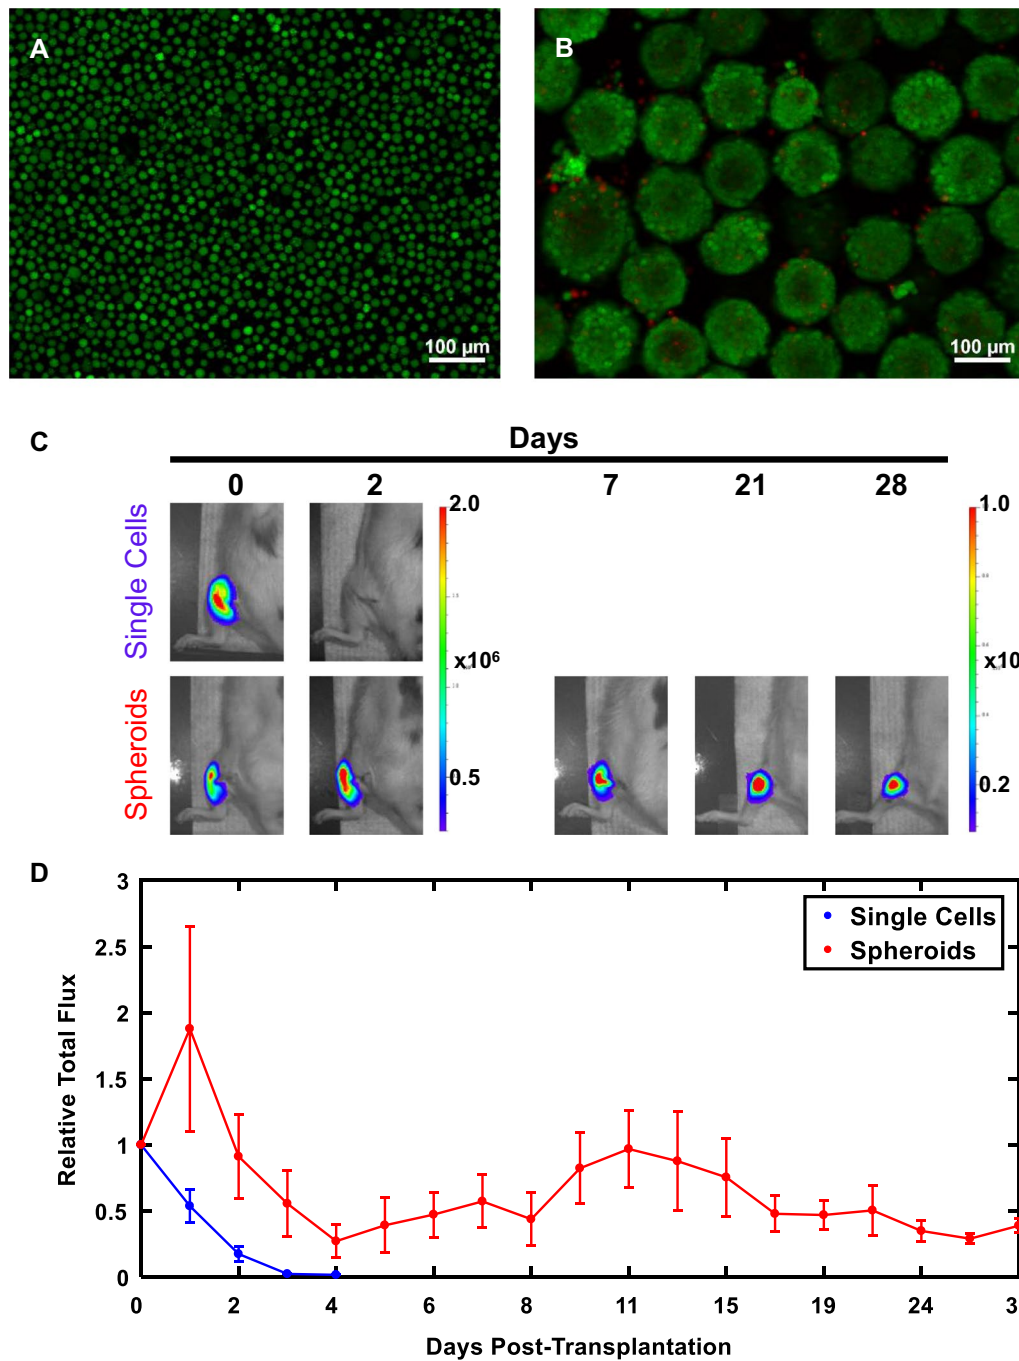 A
B
100 µm
100 µm
C
Days
0
2
7
21
28
Single Cells
2.0
1.0
x10⁶
x10
Spheroids
0.5
0.2
D
3
2.5
2
1.5
1
0.5
0
Relative Total Flux
Single Cells
Spheroids
0
2
4
6
8
11
15
19
24
3
Days Post-Transplantation